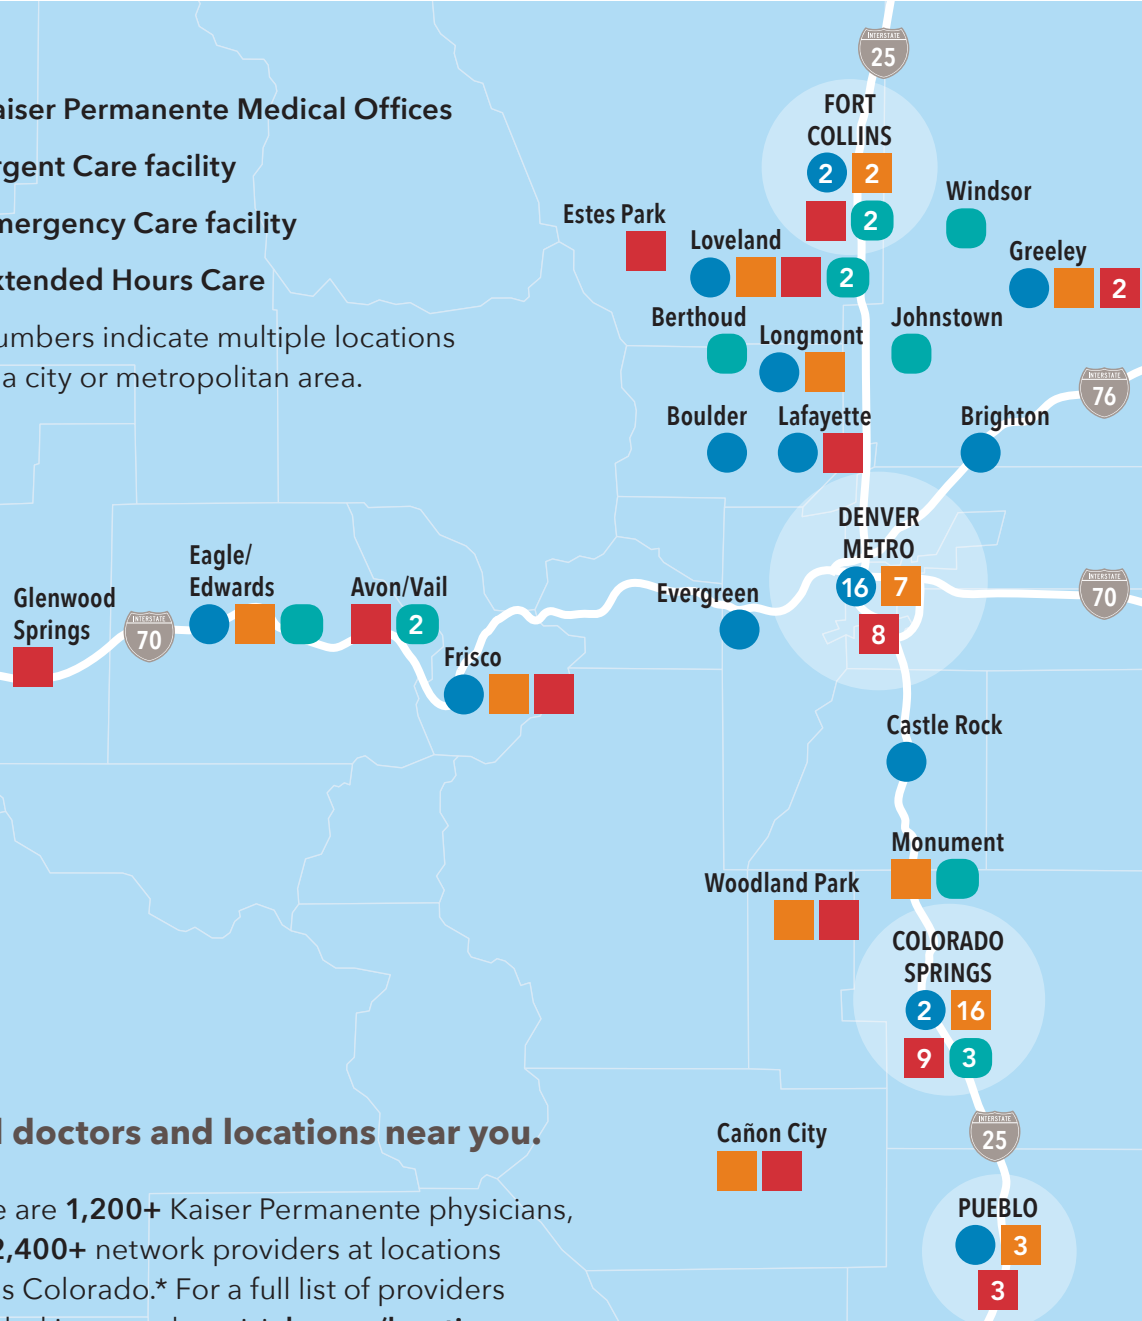 aiser Permanente Medical Offices
rgent Care facility
mergency Care facility
xtended Hours Care
umbers indicate multiple locations
a city or metropolitan area.
INTERSTATE
25
FORT
COLLINS
2 2
2
Windsor
Estes Park
Loveland
2
Greeley
2
Berthoud
Longmont
Johnstown
INTERSTATE
76
Boulder
Lafayette
Brighton
DENVER
METRO
16 7
8
Eagle/
Edwards
Avon/Vail
2
Evergreen
INTERSTATE
70
Glenwood
Springs
INTERSTATE
70
Frisco
Castle Rock
Monument
Woodland Park
COLORADO
SPRINGS
2 16
9 3
INTERSTATE
25
Cañon City
PUEBLO
3
3
doctors and locations near you.
e are 1,200+ Kaiser Permanente physicians,
2,400+ network providers at locations
s Colorado.* For a full list of providers